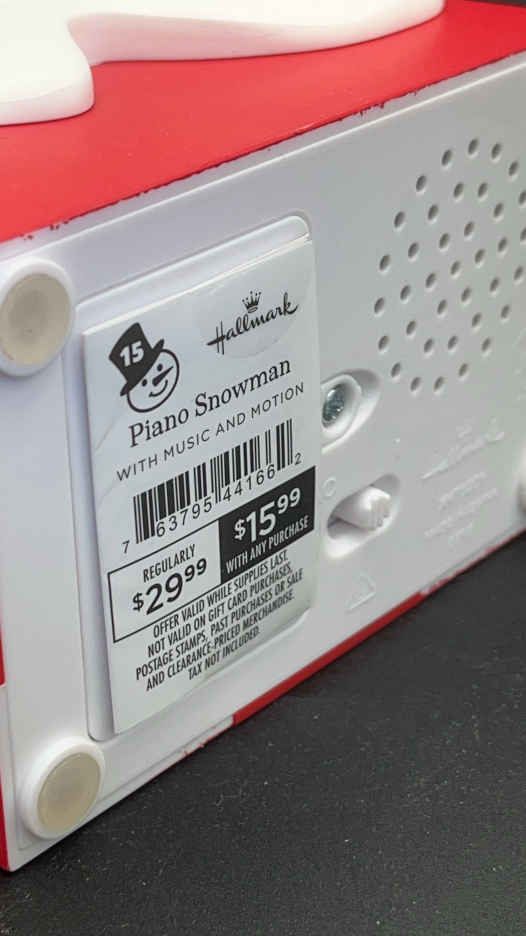 15
Hallmark
Piano Snowman
WITH MUSIC AND MOTION
7 63795 44166 2
REGULARLY
$29.99
$15.99
WITH ANY PURCHASE
OFFER VALID WHILE SUPPLIES LAST.
NOT VALID ON GIFT CARD PURCHASES,
POSTAGE STAMPS, PAST PURCHASES OR SALE
AND CLEARANCE-PRICED MERCHANDISE.
TAX NOT INCLUDED.
Hallmark